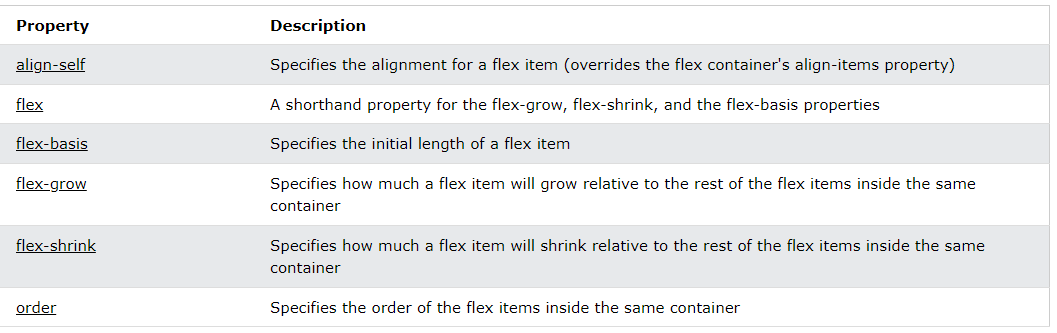 Property Description
align-self Specifies the alignment for a flex item (overrides the flex container's align-items property)
flex A shorthand property for the flex-grow, flex-shrink, and the flex-basis properties
flex-basis Specifies the initial length of a flex item
flex-grow Specifies how much a flex item will grow relative to the rest of the flex items inside the same
container
flex-shrink Specifies how much a flex item will shrink relative to the rest of the flex items inside the same
container
order Specifies the order of the flex items inside the same container